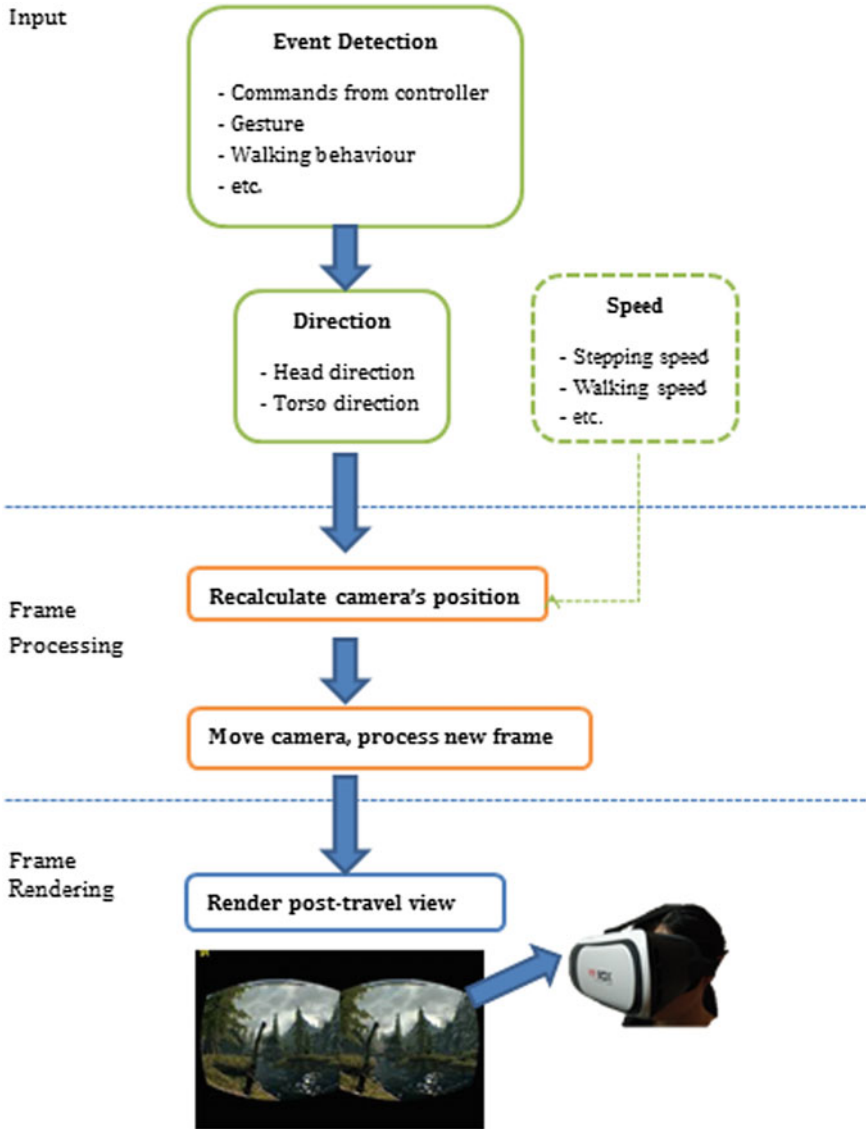 Input
Event Detection
- Commands from controller
- Gesture
- Walking behaviour
- etc.
Direction
- Head direction
- Torso direction
Speed
- Stepping speed
- Walking speed
- etc.
Recalculate camera's position
Frame
Processing
Move camera, process new frame
Frame
Rendering
Render post-travel view